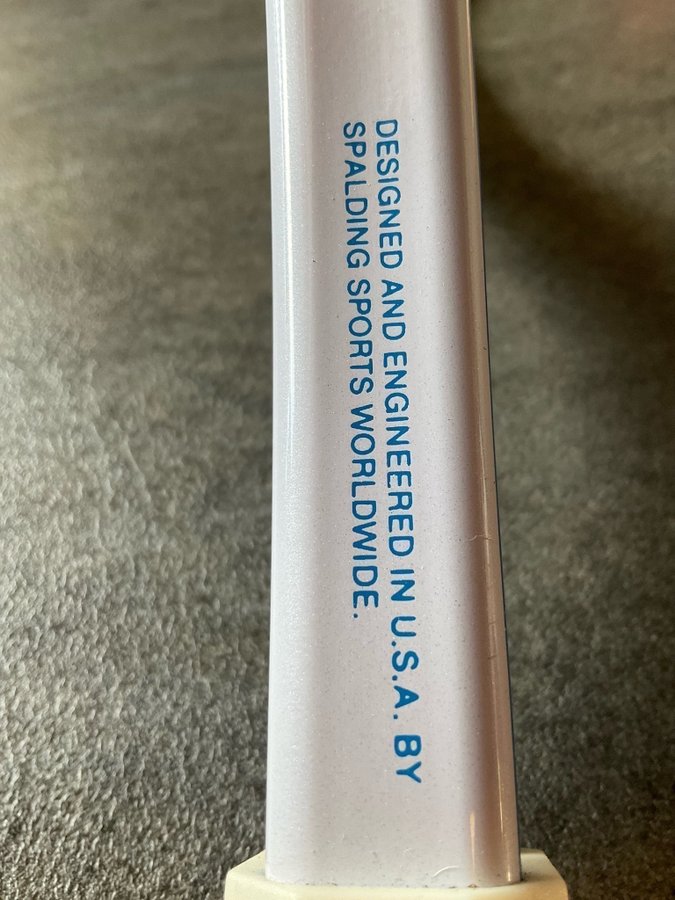 DESIGNED AND ENGINEERED IN U.S.A. BY
SPALDING SPORTS WORLDWIDE.